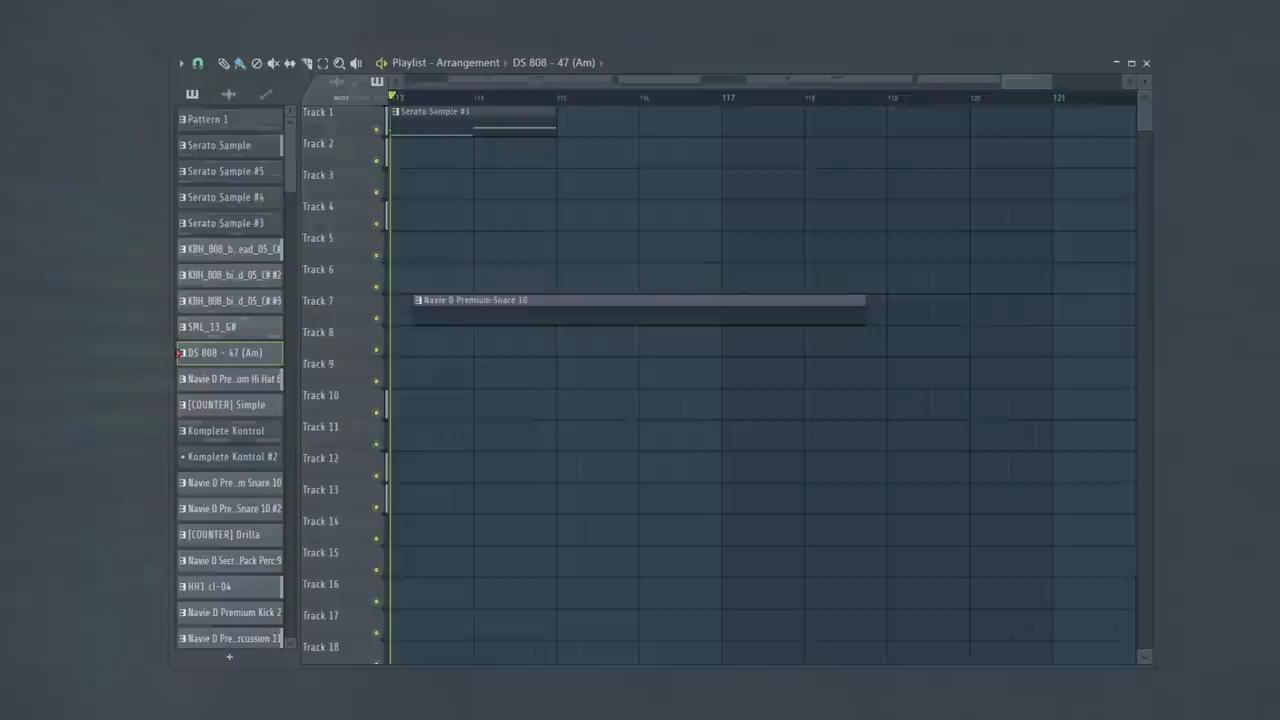 Playlist - Arrangement › DS 808 - 47 (Am) ›
NOTE
113 114 115 116 117 118 119 120 121
Pattern 1
Serato Sample
Serato Sample #5
Serato Sample #4
Serato Sample #3
KBH_808_b...ead_05_C#
KBH_808_bi...d_05_C# #2
KBH_808_bi...d_05_C# #3
SML_13_G#
DS 808 - 47 (Am)
Navie D Pre...um Hi Hat 6
[COUNTER] Simple
Komplete Kontrol
Komplete Kontrol #2
Navie D Pre...m Snare 10
Navie D Pre...Snare 10 #2
[COUNTER] Drilla
Navie D Secr...Pack Perc 9
HH1 cl-04
Navie D Premium Kick 2
Navie D Pre...rcussion 11
+
Track 1
Serato Sample #3
Track 2
Track 3
Track 4
Track 5
Track 6
Track 7
Navie D Premium Snare 10
Track 8
Track 9
Track 10
Track 11
Track 12
Track 13
Track 14
Track 15
Track 16
Track 17
Track 18